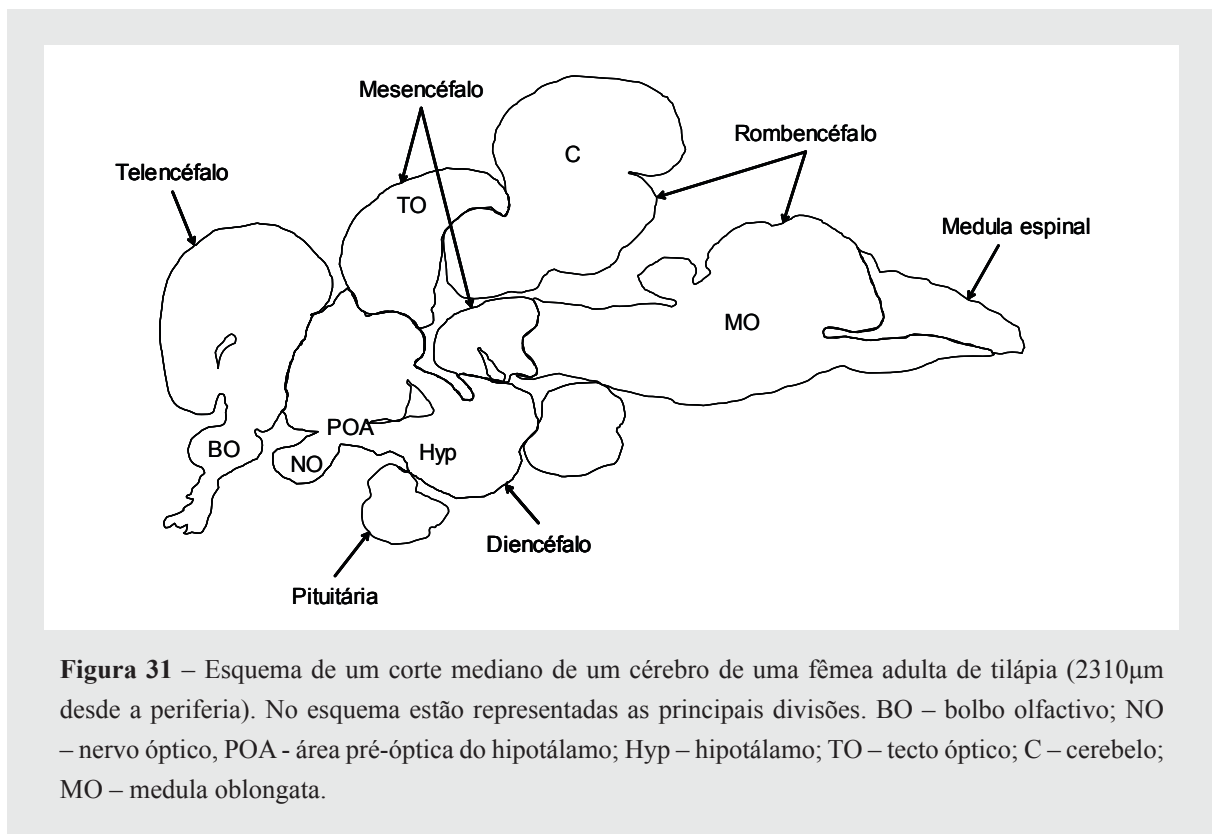 Mesencéfalo
Rombencéfalo
C
Telencéfalo
TO
Medula espinal
MO
POA
BO
NO
Hyp
Diencéfalo
Pituitária
Figura 31 – Esquema de um corte mediano de um cérebro de uma fêmea adulta de tilápia (2310μm
desde a periferia). No esquema estão representadas as principais divisões. BO – bolbo olfactivo; NO
– nervo óptico, POA - área pré-óptica do hipotálamo; Hyp – hipotálamo; TO – tecto óptico; C – cerebelo;
MO – medula oblongata.